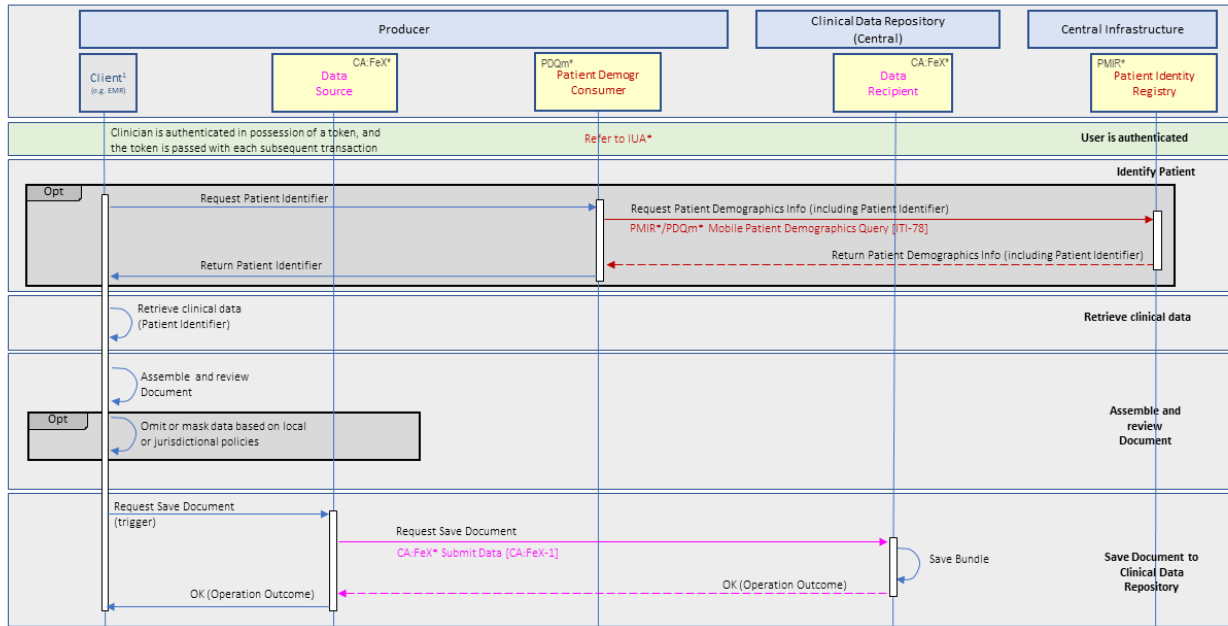 Producer
Clinical Data Repository
(Central)
Central Infrastructure
Client¹
(e.g. EMR)
CA:FeX*
Data
Source
PDQm*
Patient Demogr
Consumer
CA:FeX*
Data
Recipient
PMIR*
Patient Identity
Registry
Clinician is authenticated in possession of a token, and
the token is passed with each subsequent transaction
Refer to IUA*
User is authenticated
Identify Patient
Opt
Request Patient Identifier
Request Patient Demographics Info (including Patient Identifier)
PMIR*/PDQm* Mobile Patient Demographics Query [ITI-78]
Return Patient Demographics Info (including Patient Identifier)
Return Patient Identifier
Retrieve clinical data
(Patient Identifier)
Retrieve clinical data
Assemble and review
Document
Opt
Omit or mask data based on local
or jurisdictional policies
Assemble and
review
Document
Request Save Document
(trigger)
Request Save Document
CA:FeX* Submit Data [CA:FeX-1]
Save Bundle
OK (Operation Outcome)
OK (Operation Outcome)
Save Document to
Clinical Data
Repository